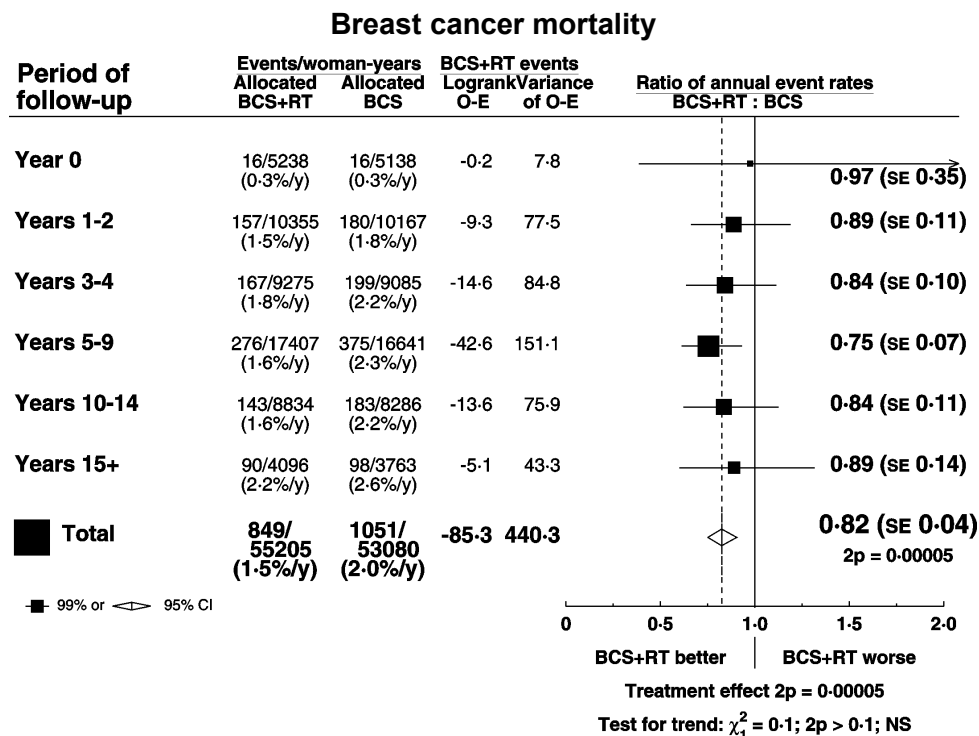 Breast cancer mortality
Period of follow-up
Events/woman-years BCS+RT events
Allocated BCS+RT Allocated BCS Logrank O-E Variance of O-E Ratio of annual event rates BCS+RT : BCS
Year 0 16/5238 16/5138 -0·2 7·8 0·97 (SE 0·35)
(0·3%/y) (0·3%/y)
Years 1-2 157/10355 180/10167 -9·3 77·5 0·89 (SE 0·11)
(1·5%/y) (1·8%/y)
Years 3-4 167/9275 199/9085 -14·6 84·8 0·84 (SE 0·10)
(1·8%/y) (2·2%/y)
Years 5-9 276/17407 375/16641 -42·6 151·1 0·75 (SE 0·07)
(1·6%/y) (2·3%/y)
Years 10-14 143/8834 183/8286 -13·6 75·9 0·84 (SE 0·11)
(1·6%/y) (2·2%/y)
Years 15+ 90/4096 98/3763 -5·1 43·3 0·89 (SE 0·14)
(2·2%/y) (2·6%/y)
Total 849/ 1051/ -85·3 440·3 0·82 (SE 0·04)
55205 53080 2p = 0·00005
(1·5%/y) (2·0%/y)
99% or 95% CI
0 0·5 1·0 1·5 2·0
BCS+RT better BCS+RT worse
Treatment effect 2p = 0·00005
Test for trend: χ²₁ = 0·1; 2p > 0·1; NS